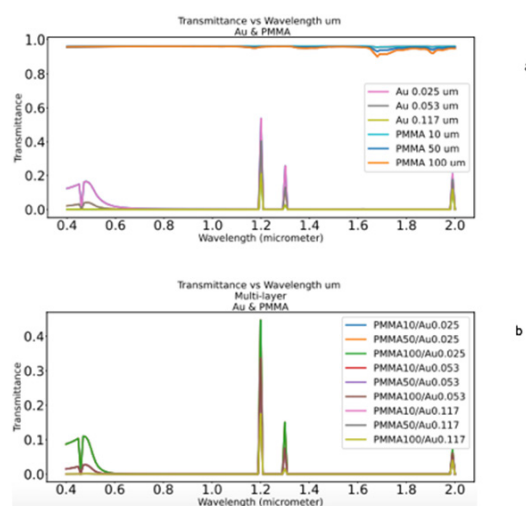 Transmittance vs Wavelength um
Au & PMMA
a
Transmittance
1.0
0.8
0.6
0.4
0.2
0.0
Au 0.025 um
Au 0.053 um
Au 0.117 um
PMMA 10 um
PMMA 50 um
PMMA 100 um
0.4 0.6 0.8 1.0 1.2 1.4 1.6 1.8 2.0
Wavelength (micrometer)
Transmittance vs Wavelength um
Multi-layer
Au & PMMA
b
Transmittance
0.4
0.3
0.2
0.1
0.0
PMMA10/Au0.025
PMMA50/Au0.025
PMMA100/Au0.025
PMMA10/Au0.053
PMMA50/Au0.053
PMMA100/Au0.053
PMMA10/Au0.117
PMMA50/Au0.117
PMMA100/Au0.117
0.4 0.6 0.8 1.0 1.2 1.4 1.6 1.8 2.0
Wavelength (micrometer)